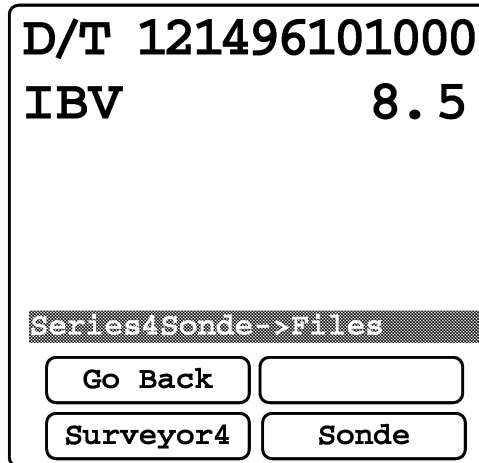 D/T 121496101000
IBV 8.5
Series4Sonde->Files
Go Back
Surveyor4 Sonde